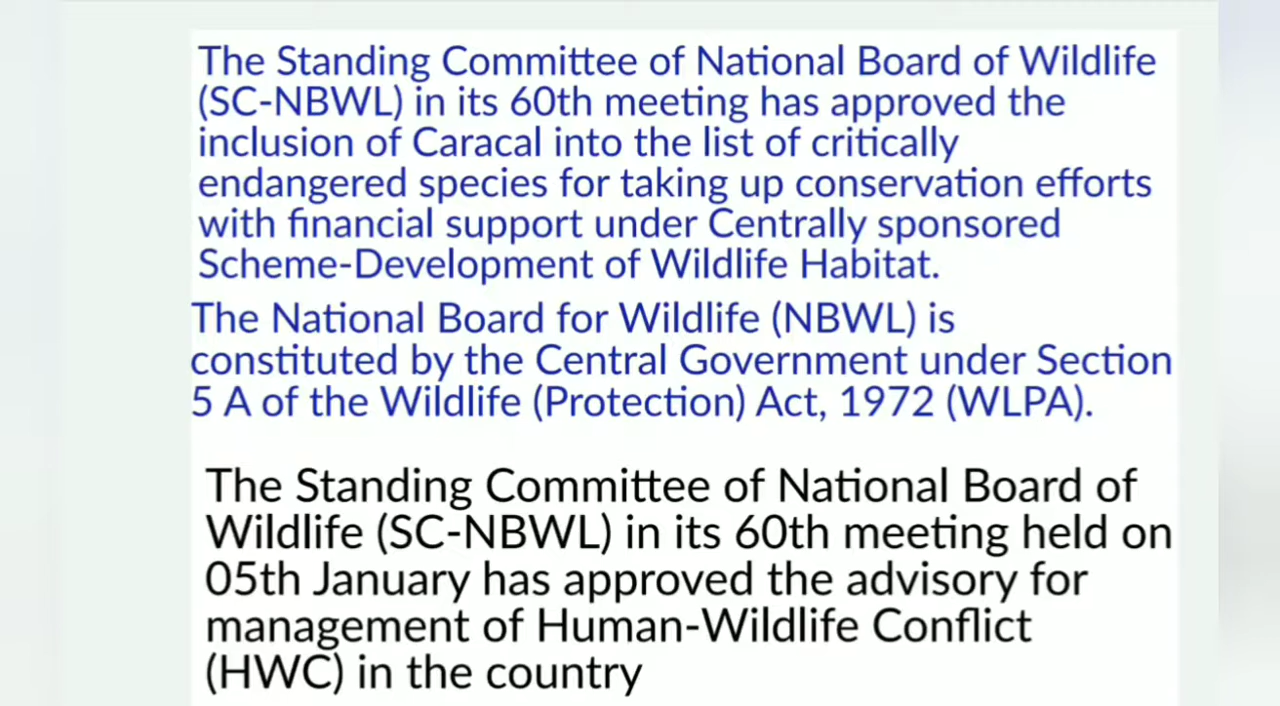 The Standing Committee of National Board of Wildlife
(SC-NBWL) in its 60th meeting has approved the
inclusion of Caracal into the list of critically
endangered species for taking up conservation efforts
with financial support under Centrally sponsored
Scheme-Development of Wildlife Habitat.
The National Board for Wildlife (NBWL) is
constituted by the Central Government under Section
5 A of the Wildlife (Protection) Act, 1972 (WLPA).
The Standing Committee of National Board of
Wildlife (SC-NBWL) in its 60th meeting held on
05th January has approved the advisory for
management of Human-Wildlife Conflict
(HWC) in the country